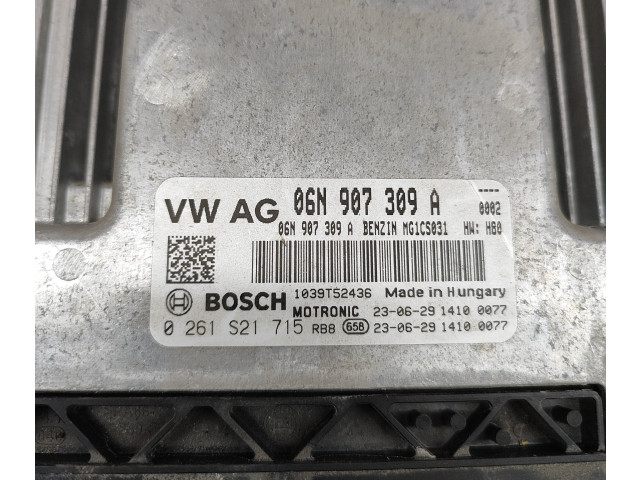 VW AG 06N 907 309 A ----
0002
06N 907 309 A BENZIN MG1CS031 HW: H80
BOSCH 1039T52436 Made in Hungary
MOTRONIC 23-06-29 1410 0077
0 261 S21 715 RB8 658 23-06-29 1410 0077